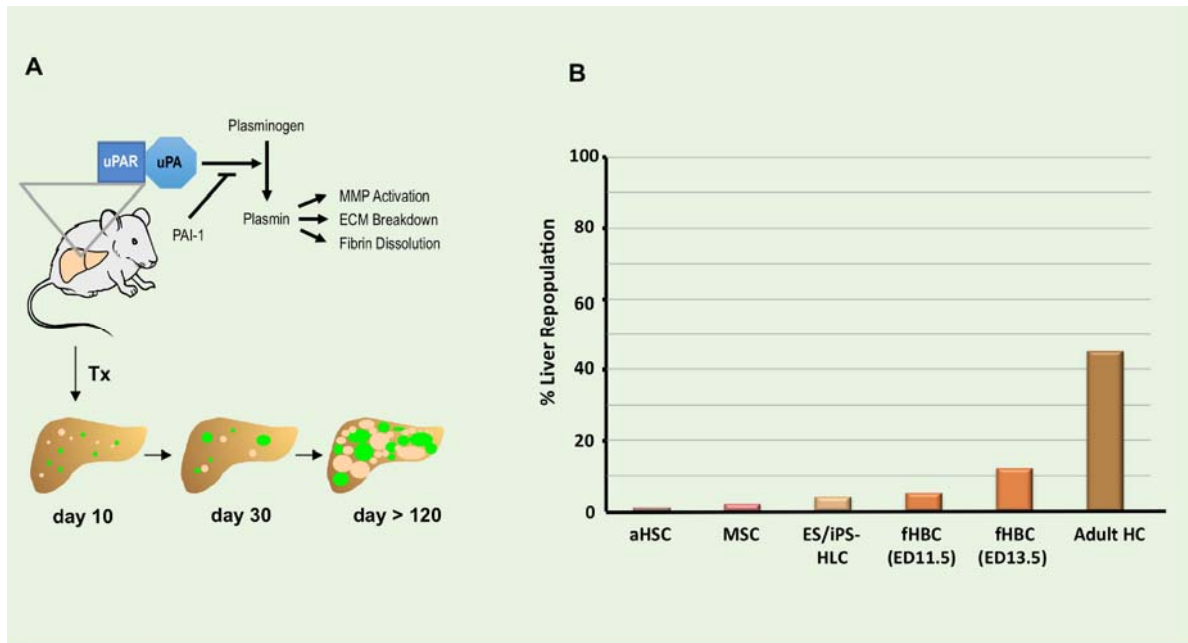 A
Plasminogen
uPAR
uPA
PAI-1
Plasmin
MMP Activation
ECM Breakdown
Fibrin Dissolution
Tx
day 10
day 30
day > 120
B
% Liver Repopulation
100
80
60
40
20
0
aHSC
MSC
ES/iPS-
HLC
fHBC
(ED11.5)
fHBC
(ED13.5)
Adult HC